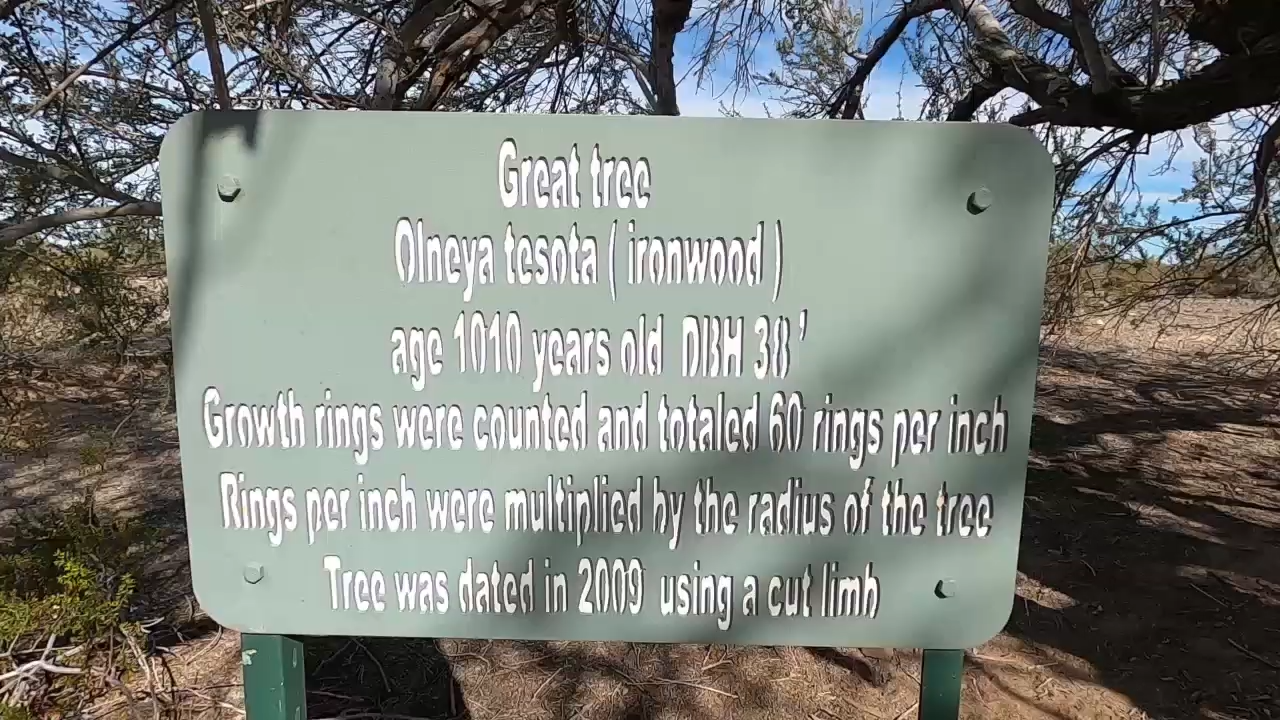 Great tree
Olneya tesota ( ironwood )
age 1010 years old DBH 38'
Growth rings were counted and totaled 60 rings per inch
Rings per inch were multiplied by the radius of the tree
Tree was dated in 2009 using a cut limb